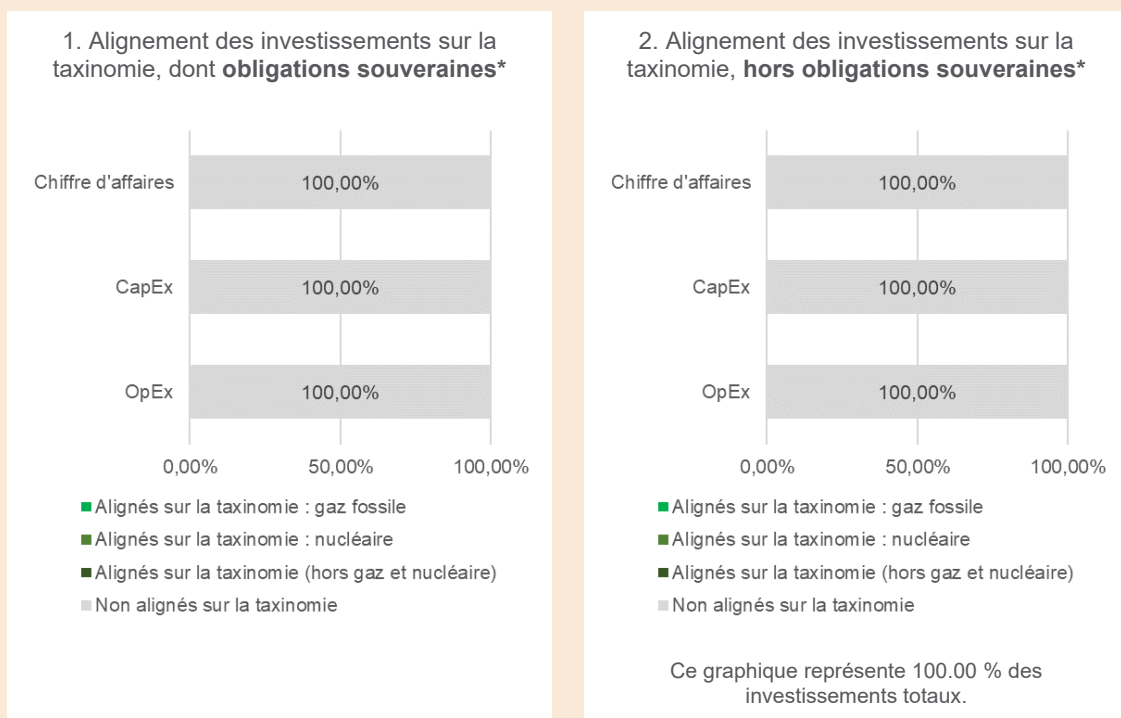 1. Alignement des investissements sur la
taxinomie, dont obligations souveraines*
Chiffre d'affaires
100,00%
CapEx
100,00%
OpEx
100,00%
0,00%
50,00%
100,00%
Alignés sur la taxinomie : gaz fossile
Alignés sur la taxinomie : nucléaire
Alignés sur la taxinomie (hors gaz et nucléaire)
Non alignés sur la taxinomie
2. Alignement des investissements sur la
taxinomie, hors obligations souveraines*
Chiffre d'affaires
100,00%
CapEx
100,00%
OpEx
100,00%
0,00%
50,00%
100,00%
Alignés sur la taxinomie : gaz fossile
Alignés sur la taxinomie : nucléaire
Alignés sur la taxinomie (hors gaz et nucléaire)
Non alignés sur la taxinomie
Ce graphique représente 100.00 % des
investissements totaux.